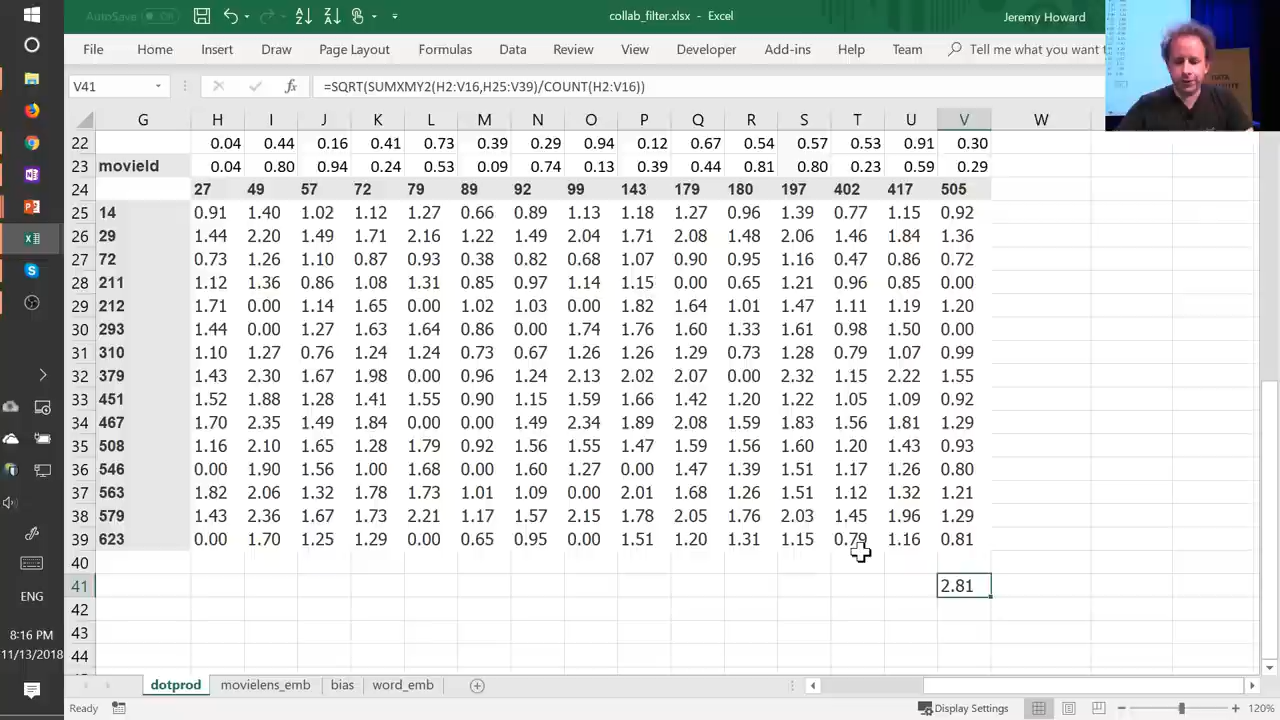 AutoSave Off collab_filter.xlsx - Excel Jeremy Howard
File Home Insert Draw Page Layout Formulas Data Review View Developer Add-ins Help Team Tell me what you want
V41 fx =SQRT(SUMXMY2(H2:V16,H25:V39)/COUNT(H2:V16))
G H I J K L M N O P Q R S T U V W
22 0.04 0.44 0.16 0.41 0.73 0.39 0.29 0.94 0.12 0.67 0.54 0.57 0.53 0.91 0.30
23 movieId 0.04 0.80 0.94 0.24 0.53 0.09 0.74 0.13 0.39 0.44 0.81 0.80 0.23 0.59 0.29
24 27 49 57 72 79 89 92 99 143 179 180 197 402 417 505
25 14 0.91 1.40 1.02 1.12 1.27 0.66 0.89 1.13 1.18 1.27 0.96 1.39 0.77 1.15 0.92
26 29 1.44 2.20 1.49 1.71 2.16 1.22 1.49 2.04 1.71 2.08 1.48 2.06 1.46 1.84 1.36
27 72 0.73 1.26 1.10 0.87 0.93 0.38 0.82 0.68 1.07 0.90 0.95 1.16 0.47 0.86 0.72
28 211 1.12 1.36 0.86 1.08 1.31 0.85 0.97 1.14 1.15 0.00 0.65 1.21 0.96 0.85 0.00
29 212 1.71 0.00 1.14 1.65 0.00 1.02 1.03 0.00 1.82 1.64 1.01 1.47 1.11 1.19 1.20
30 293 1.44 0.00 1.27 1.63 1.64 0.86 0.00 1.74 1.76 1.60 1.33 1.61 0.98 1.50 0.00
31 310 1.10 1.27 0.76 1.24 1.24 0.73 0.67 1.26 1.26 1.29 0.73 1.28 0.79 1.07 0.99
32 379 1.43 2.30 1.67 1.98 0.00 0.96 1.24 2.13 2.02 2.07 0.00 2.32 1.15 2.22 1.55
33 451 1.52 1.88 1.28 1.41 1.55 0.90 1.15 1.59 1.66 1.42 1.20 1.22 1.05 1.09 0.92
34 467 1.70 2.35 1.49 1.84 0.00 0.00 1.49 2.34 1.89 2.08 1.59 1.83 1.56 1.81 1.29
35 508 1.16 2.10 1.65 1.28 1.79 0.92 1.56 1.55 1.47 1.59 1.56 1.60 1.20 1.43 0.93
36 546 0.00 1.90 1.56 1.00 1.68 0.00 1.60 1.27 0.00 1.47 1.39 1.51 1.17 1.26 0.80
37 563 1.82 2.06 1.32 1.78 1.73 1.01 1.09 0.00 2.01 1.68 1.26 1.51 1.12 1.32 1.21
38 579 1.43 2.36 1.67 1.73 2.21 1.17 1.57 2.15 1.78 2.05 1.76 2.03 1.45 1.96 1.29
39 623 0.00 1.70 1.25 1.29 0.00 0.65 0.95 0.00 1.51 1.20 1.31 1.15 0.79 1.16 0.81
40
41 2.81
42
43
44
ENG
8:16 PM
11/13/2018
dotprod movielens_emb bias word_emb
Ready Display Settings 120%